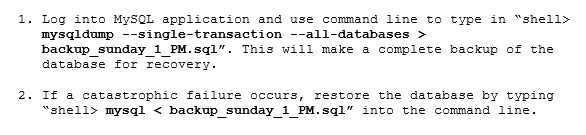 1. Log into MySQL application and use command line to type in "shell>
mysqldump --single-transaction --all-databases >
backup_sunday_1_PM.sql". This will make a complete backup of the
database for recovery.
2. If a catastrophic failure occurs, restore the database by typing
"shell> mysql < backup_sunday_1_PM.sql" into the command line.